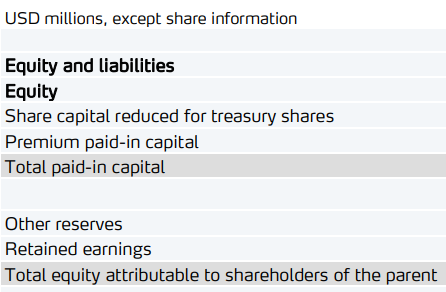 USD millions, except share information
Equity and liabilities
Equity
Share capital reduced for treasury shares
Premium paid-in capital
Total paid-in capital
Other reserves
Retained earnings
Total equity attributable to shareholders of the parent